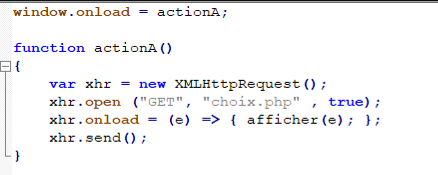 window.onload = actionA;
function actionA()
{
var xhr = new XMLHttpRequest();
xhr.open ("GET", "choix.php" , true);
xhr.onload = (e) => { afficher(e); };
xhr.send();
}